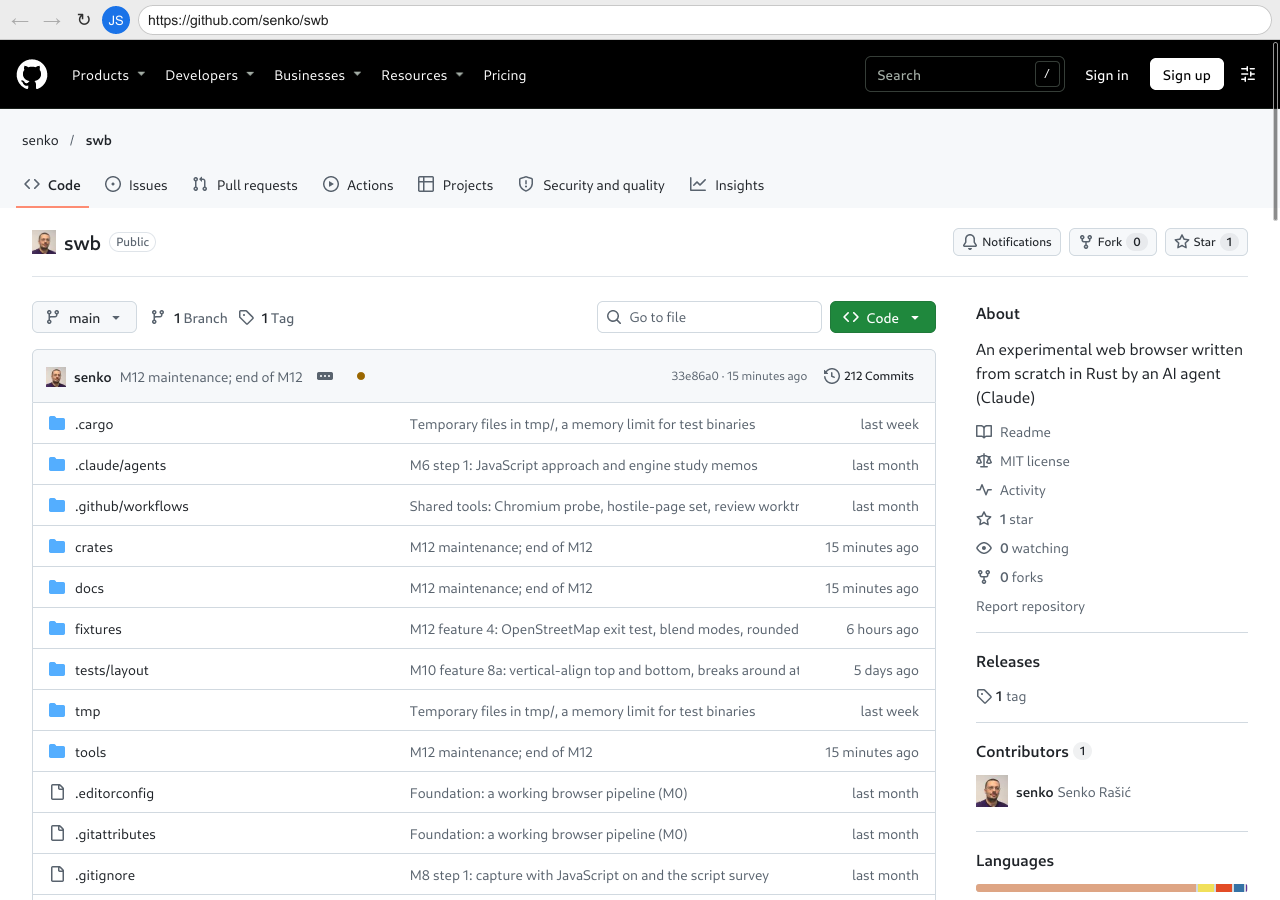 JS https://github.com/senko/swb
Products Developers Businesses Resources Pricing Search / Sign in Sign up
senko / swb
Code Issues Pull requests Actions Projects Security and quality Insights
swb Public Notifications Fork 0 Star 1
main 1 Branch 1 Tag Go to file Code
senko M12 maintenance; end of M12 33e86a0 · 15 minutes ago 212 Commits
.cargo Temporary files in tmp/, a memory limit for test binaries last week
.claude/agents M6 step 1: JavaScript approach and engine study memos last month
.github/workflows Shared tools: Chromium probe, hostile-page set, review worktr last month
crates M12 maintenance; end of M12 15 minutes ago
docs M12 maintenance; end of M12 15 minutes ago
fixtures M12 feature 4: OpenStreetMap exit test, blend modes, rounded 6 hours ago
tests/layout M10 feature 8a: vertical-align top and bottom, breaks around at 5 days ago
tmp Temporary files in tmp/, a memory limit for test binaries last week
tools M12 maintenance; end of M12 15 minutes ago
.editorconfig Foundation: a working browser pipeline (M0) last month
.gitattributes Foundation: a working browser pipeline (M0) last month
.gitignore M8 step 1: capture with JavaScript on and the script survey last month
About
An experimental web browser written
from scratch in Rust by an AI agent
(Claude)
Readme
MIT license
Activity
1 star
0 watching
0 forks
Report repository
Releases
1 tag
Contributors 1
senko Senko Rašić
Languages